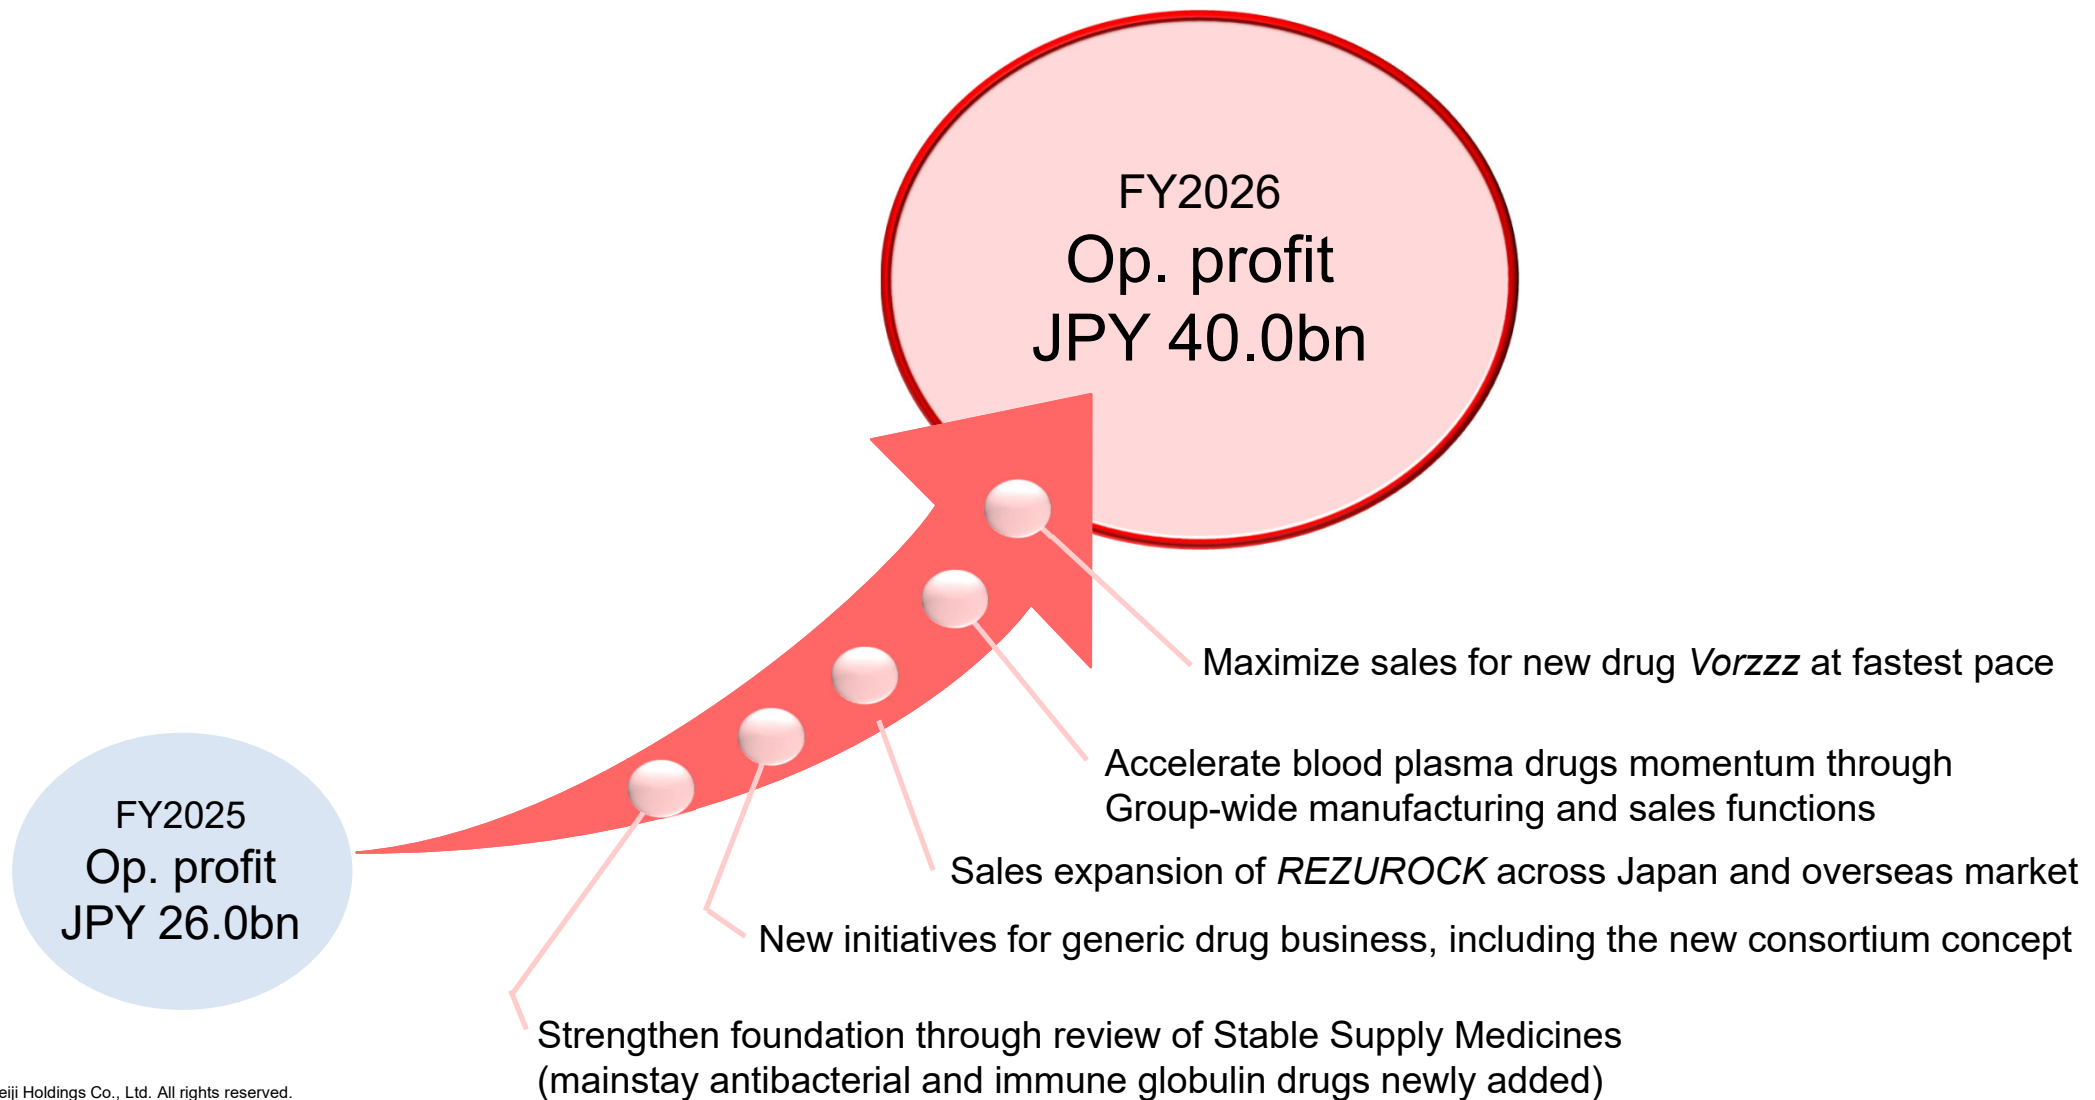 FY2026
Op. profit
JPY 40.0bn
Maximize sales for new drug Vorzzz at fastest pace
Accelerate blood plasma drugs momentum through
Group-wide manufacturing and sales functions
Sales expansion of REZUROCK across Japan and overseas market
New initiatives for generic drug business, including the new consortium concept
Strengthen foundation through review of Stable Supply Medicines
(mainstay antibacterial and immune globulin drugs newly added)
FY2025
Op. profit
JPY 26.0bn
Holdings Co., Ltd. All rights reserved.